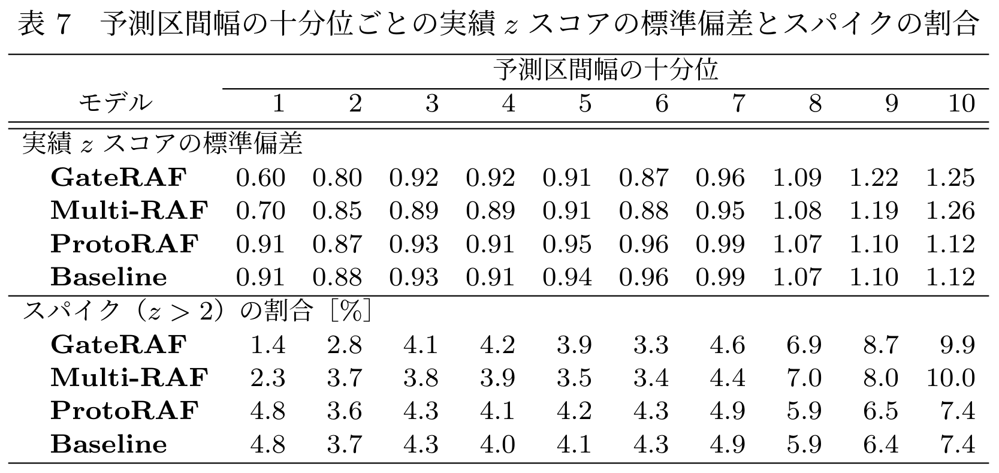 表 7 予測区間幅の十分位ごとの実績 z スコアの標準偏差とスパイクの割合
予測区間幅の十分位
モデル 1 2 3 4 5 6 7 8 9 10
実績 z スコアの標準偏差
GateRAF 0.60 0.80 0.92 0.92 0.91 0.87 0.96 1.09 1.22 1.25
Multi-RAF 0.70 0.85 0.89 0.89 0.91 0.88 0.95 1.08 1.19 1.26
ProtoRAF 0.91 0.87 0.93 0.91 0.95 0.96 0.99 1.07 1.10 1.12
Baseline 0.91 0.88 0.93 0.91 0.94 0.96 0.99 1.07 1.10 1.12
スパイク（z > 2）の割合［%］
GateRAF 1.4 2.8 4.1 4.2 3.9 3.3 4.6 6.9 8.7 9.9
Multi-RAF 2.3 3.7 3.8 3.9 3.5 3.4 4.4 7.0 8.0 10.0
ProtoRAF 4.8 3.6 4.3 4.1 4.2 4.3 4.9 5.9 6.5 7.4
Baseline 4.8 3.7 4.3 4.0 4.1 4.3 4.9 5.9 6.4 7.4